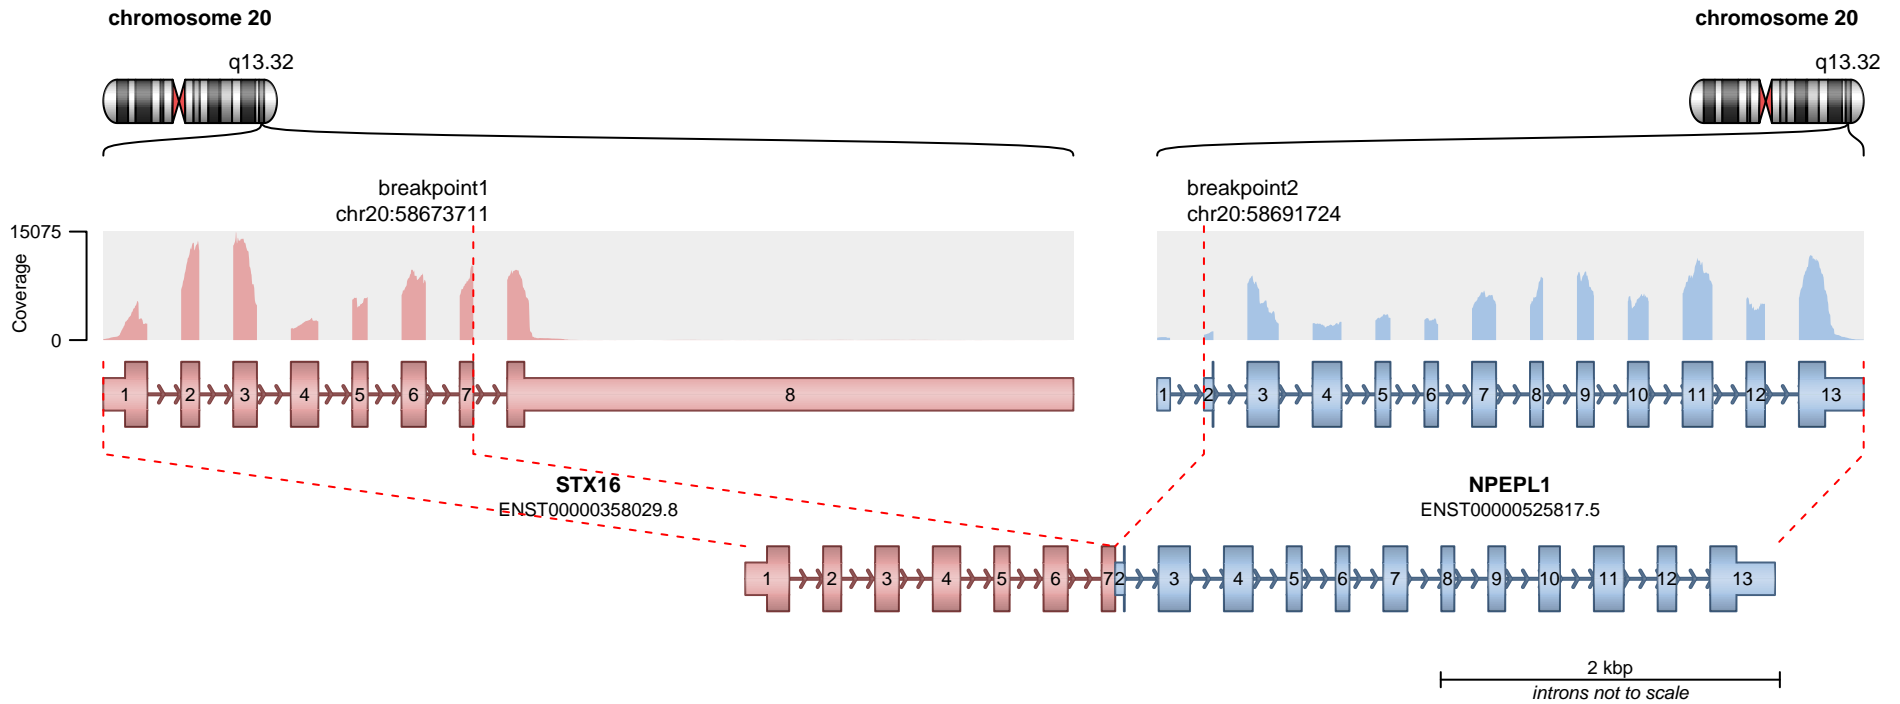 chromosome 20
chromosome 20
q13.32
q13.32
breakpoint1
chr20:58673711
breakpoint2
chr20:58691724
15075
Coverage
0
1 2 3 4 5 6 7 8
1 2 3 4 5 6 7 8 9 10 11 12 13
STX16
ENST00000358029.8
NPEPL1
ENST00000525817.5
1 2 3 4 5 6 7 2 3 4 5 6 7 8 9 10 11 12 13
2 kbp
introns not to scale